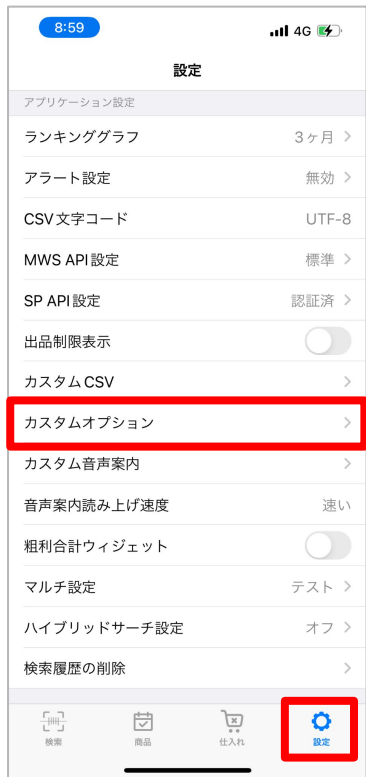 8:59
4G
設定
アプリケーション設定
ランキンググラフ 3ヶ月
アラート設定 無効
CSV文字コード UTF-8
MWS API設定 標準
SP API設定 認証済
出品制限表示
カスタムCSV
カスタムオプション
カスタム音声案内
音声案内読み上げ速度 速い
粗利合計ウィジェット
マルチ設定 テスト
ハイブリッドサーチ設定 オフ
検索履歴の削除
検索 商品 仕入れ 設定